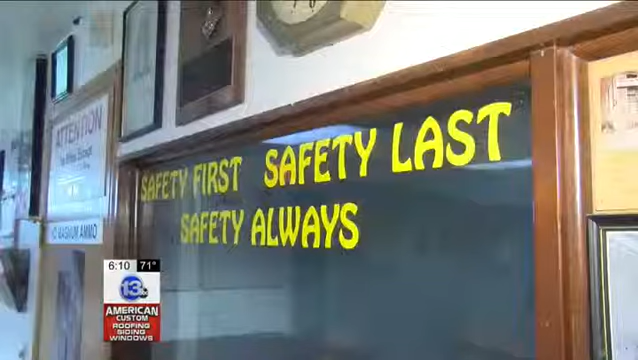 SAFETY FIRST SAFETY LAST
SAFETY ALWAYS
ATTENTION
MAGNUM AMMO
6:10 71°
13
AMERICAN
CUSTOM
ROOFING
SIDING
WINDOWS